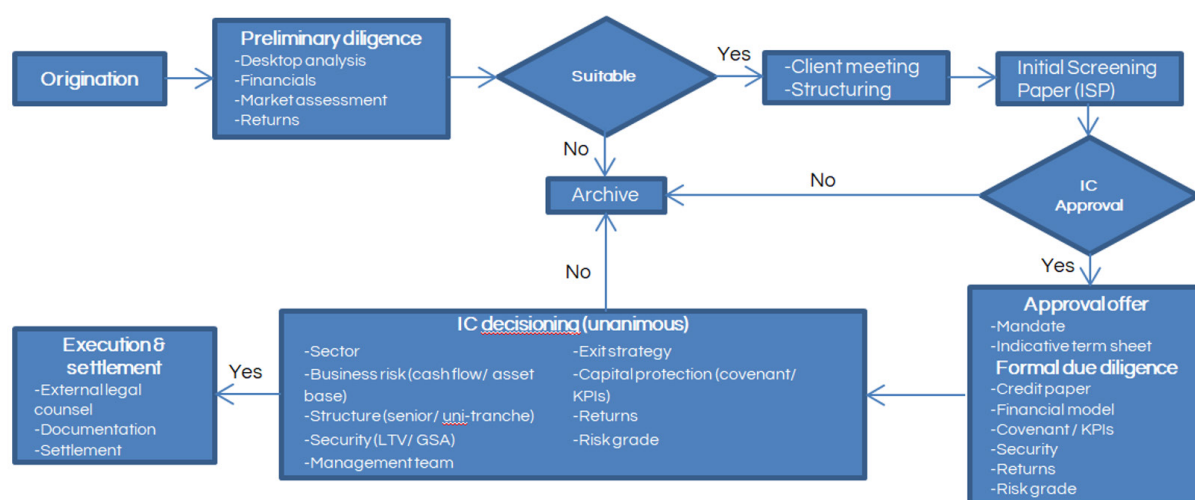 Origination
Preliminary diligence
-Desktop analysis
-Financials
-Market assessment
-Returns
Suitable
Yes
-Client meeting
-Structuring
Initial Screening
Paper (ISP)
No
Archive
No
IC
Approval
Yes
No
Approval offer
-Mandate
-Indicative term sheet
Formal due diligence
-Credit paper
-Financial model
-Covenant / KPIs
-Security
-Returns
-Risk grade
IC decisioning (unanimous)
-Sector
-Business risk (cash flow/ asset
base)
-Structure (senior/ uni-tranche)
-Security (LTV/ GSA)
-Management team
-Exit strategy
-Capital protection (covenant/
KPIs)
-Returns
-Risk grade
Yes
Execution &
settlement
-External legal
counsel
-Documentation
-Settlement